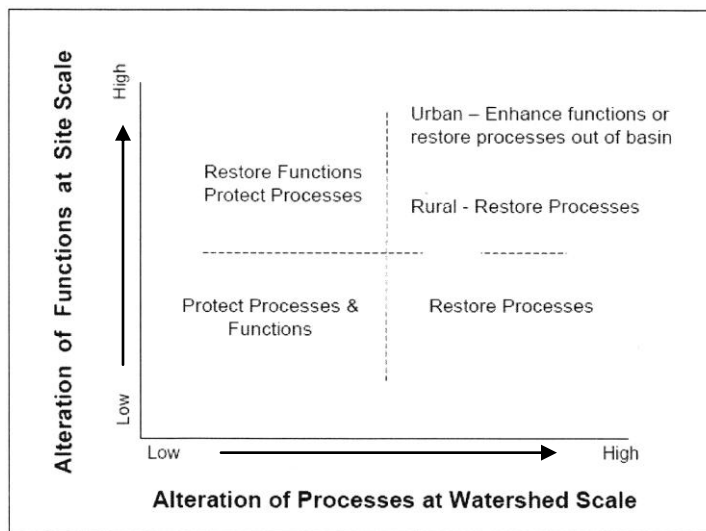 Alteration of Functions at Site Scale
High
Low
Urban – Enhance functions or
restore processes out of basin
Restore Functions
Protect Processes
Rural - Restore Processes
Protect Processes &
Functions
Restore Processes
Low
High
Alteration of Processes at Watershed Scale